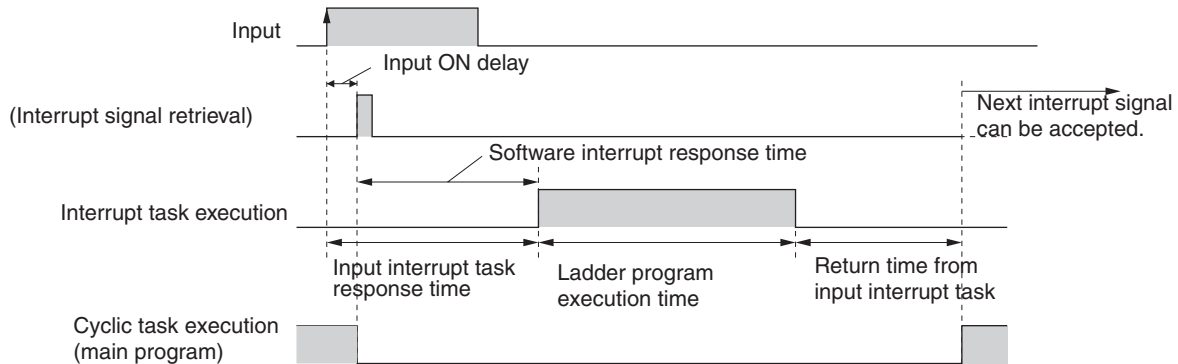 Input
Input ON delay
(Interrupt signal retrieval)
Next interrupt signal
can be accepted.
Software interrupt response time
Interrupt task execution
Input interrupt task
response time
Ladder program
execution time
Return time from
input interrupt task
Cyclic task execution
(main program)